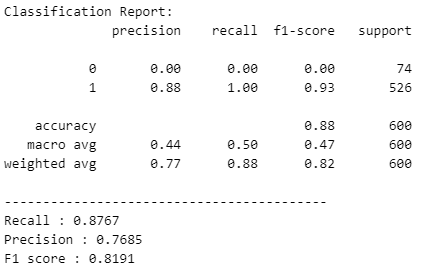 Classification Report:
precision recall f1-score support
0 0.00 0.00 0.00 74
1 0.88 1.00 0.93 526
accuracy 0.88 600
macro avg 0.44 0.50 0.47 600
weighted avg 0.77 0.88 0.82 600
------------------------------------------
Recall : 0.8767
Precision : 0.7685
F1 score : 0.8191